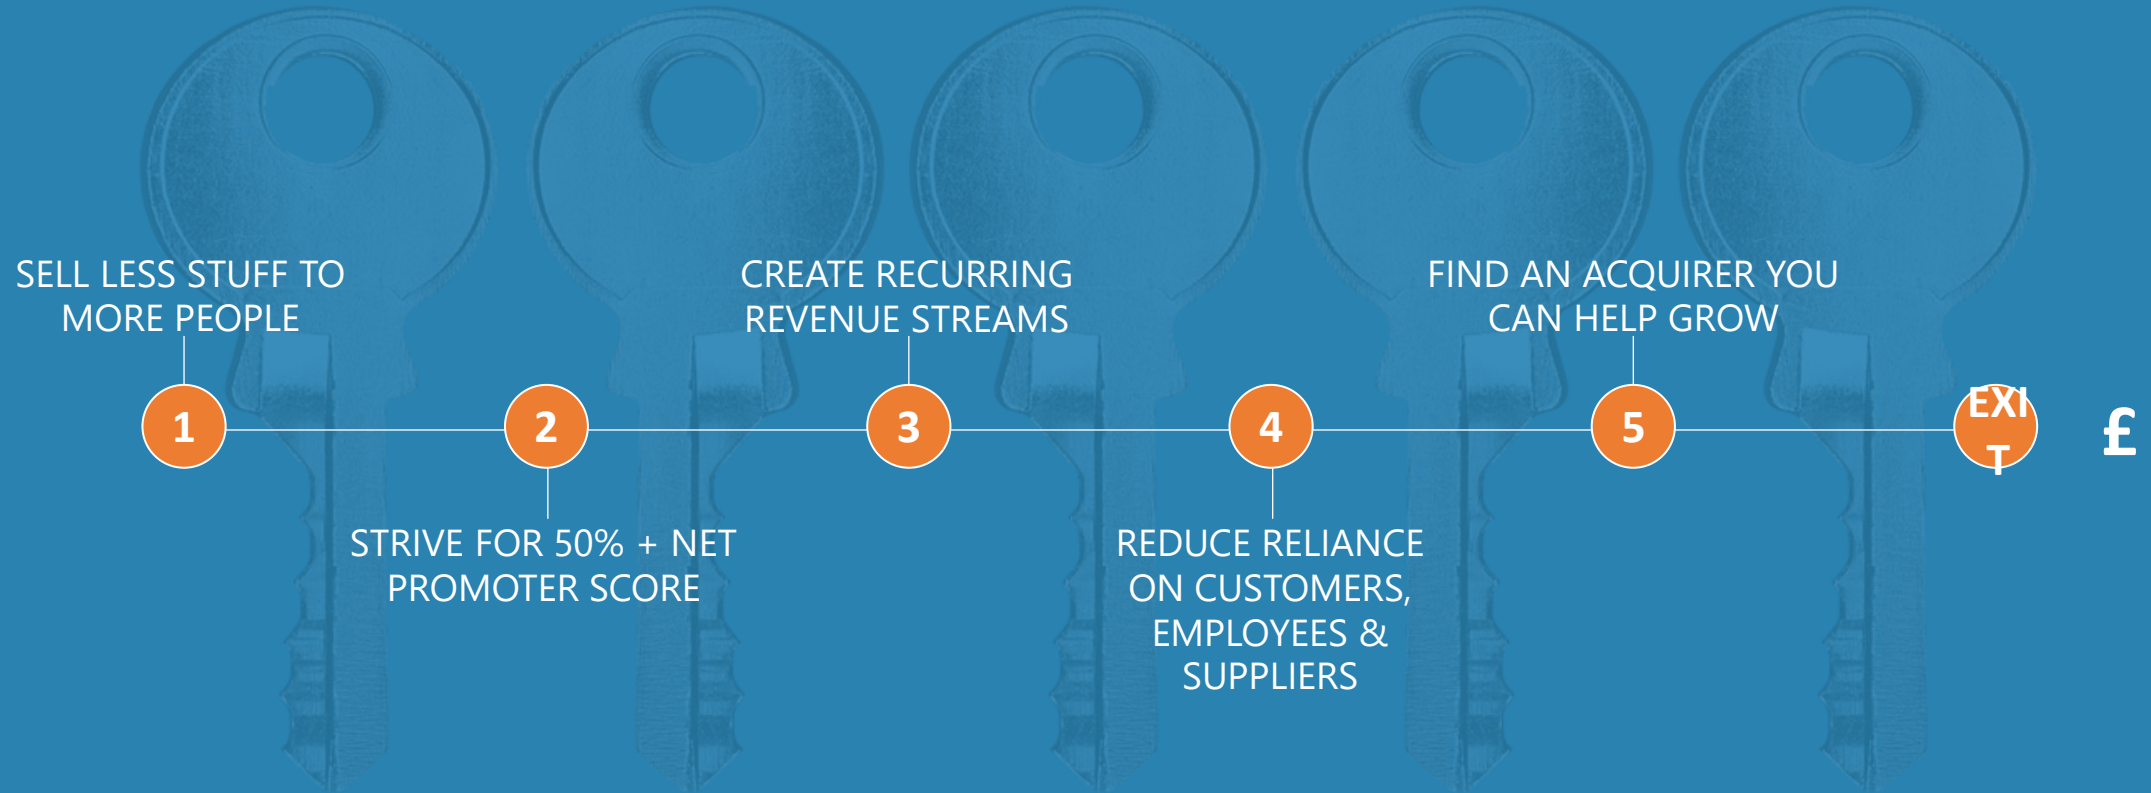 SELL LESS STUFF TO
MORE PEOPLE
1
2
STRIVE FOR 50% + NET
PROMOTER SCORE
CREATE RECURRING
REVENUE STREAMS
3
4
REDUCE RELIANCE
ON CUSTOMERS,
EMPLOYEES &
SUPPLIERS
FIND AN ACQUIRER YOU
CAN HELP GROW
5
EXI
T
£